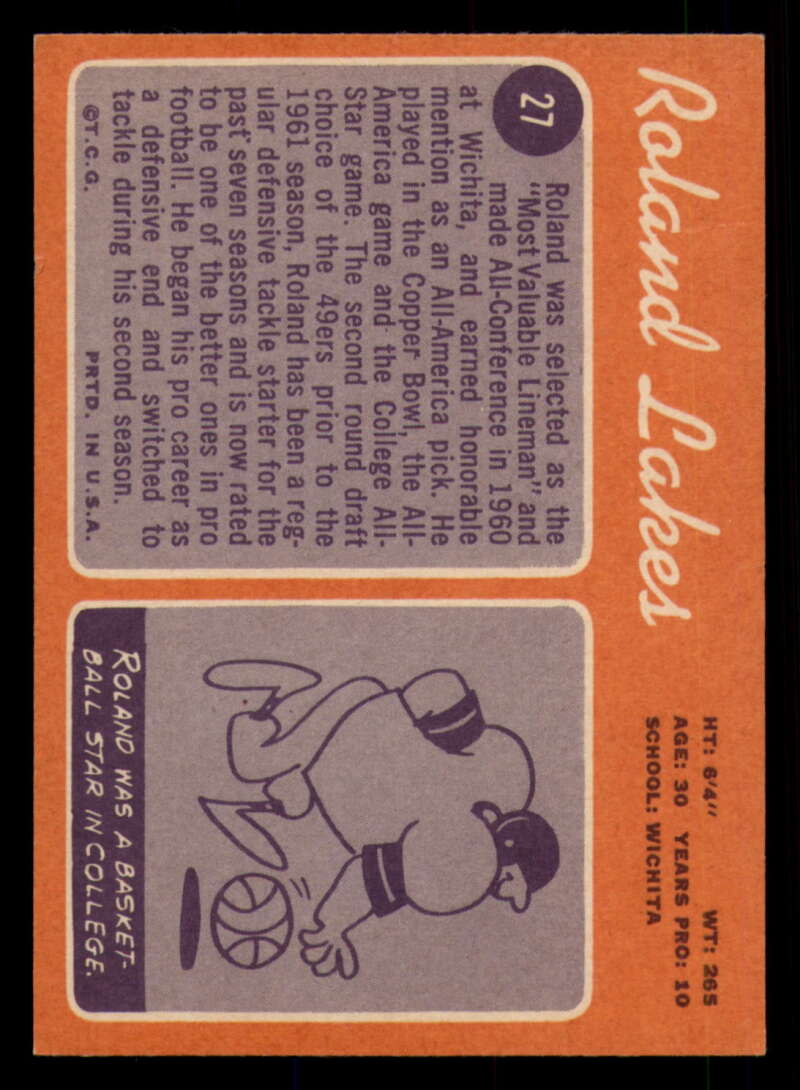 Roland Lakes
HT: 6'4" WT: 265
AGE: 30 YEARS PRO: 10
SCHOOL: WICHITA
27
Roland was selected as the
"Most Valuable Lineman" and
made All-Conference in 1960
at Wichita, and earned honorable
mention as an All-America pick. He
played in the Copper Bowl, the All-
America game and the College All-
Star game. The second round draft
choice of the 49ers prior to the
1961 season, Roland has been a reg-
ular defensive tackle starter for the
past seven seasons and is now rated
to be one of the better ones in pro
football. He began his pro career as
a defensive end and switched to
tackle during his second season.
©T.C.G. PRTD. IN U.S.A.
ROLAND WAS A BASKET-
BALL STAR IN COLLEGE.